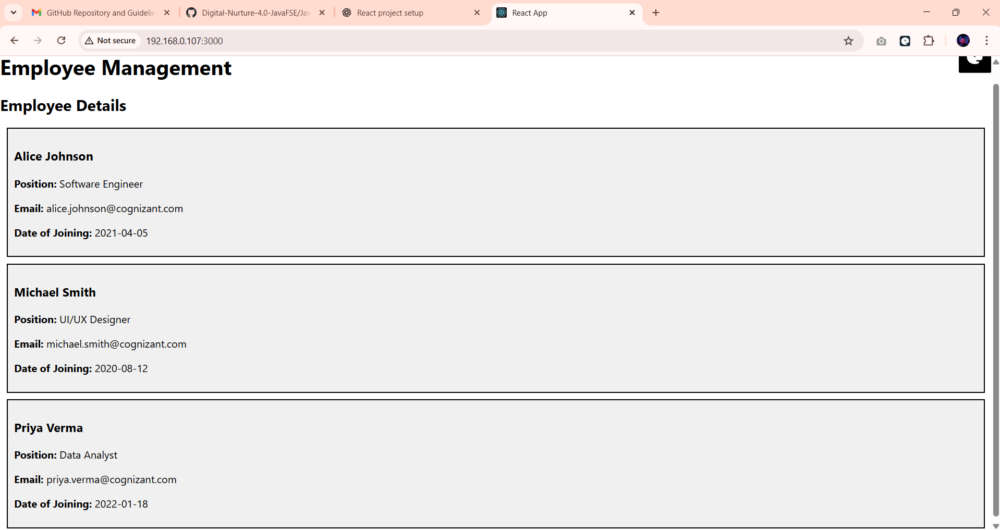 GitHub Repository and Guidelin
Digital-Nurture-4.0-JavaFSE/Jav
React project setup
React App
Not secure
192.168.0.107:3000
Employee Management
Employee Details
Alice Johnson
Position: Software Engineer
Email: alice.johnson@cognizant.com
Date of Joining: 2021-04-05
Michael Smith
Position: UI/UX Designer
Email: michael.smith@cognizant.com
Date of Joining: 2020-08-12
Priya Verma
Position: Data Analyst
Email: priya.verma@cognizant.com
Date of Joining: 2022-01-18